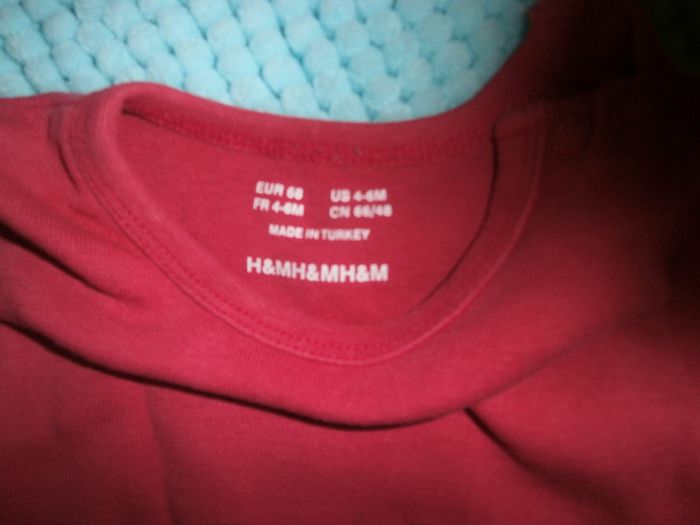 EUR 68 US 4-6M
FR 4-6M CN 66/48
MADE IN TURKEY
H&MH&MH&M